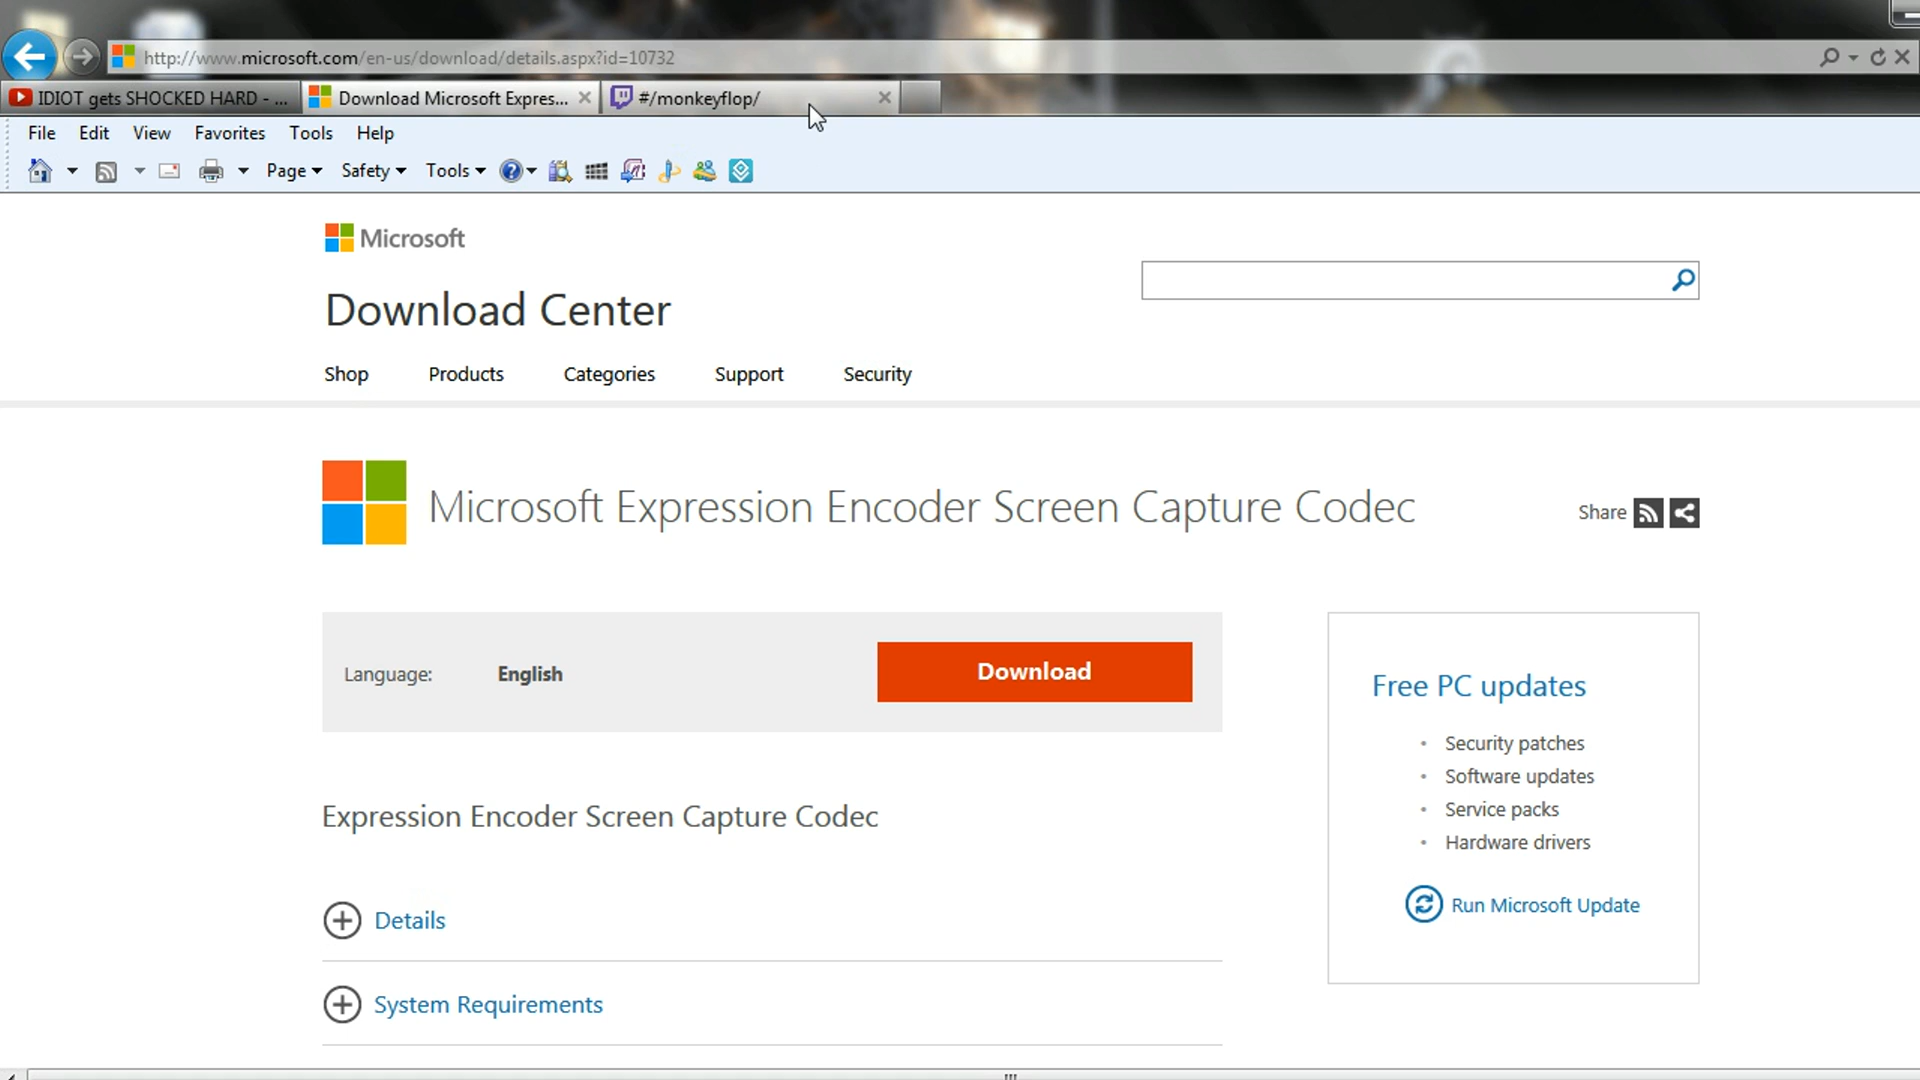 http://www.microsoft.com/en-us/download/details.aspx?id=10732
IDIOT gets SHOCKED HARD - ...
Download Microsoft Expres...
#/monkeyflop/
File Edit View Favorites Tools Help
Page Safety Tools
Microsoft
Download Center
Shop Products Categories Support Security
Microsoft Expression Encoder Screen Capture Codec
Share
Language: English
Download
Expression Encoder Screen Capture Codec
Details
System Requirements
Free PC updates
• Security patches
• Software updates
• Service packs
• Hardware drivers
Run Microsoft Update